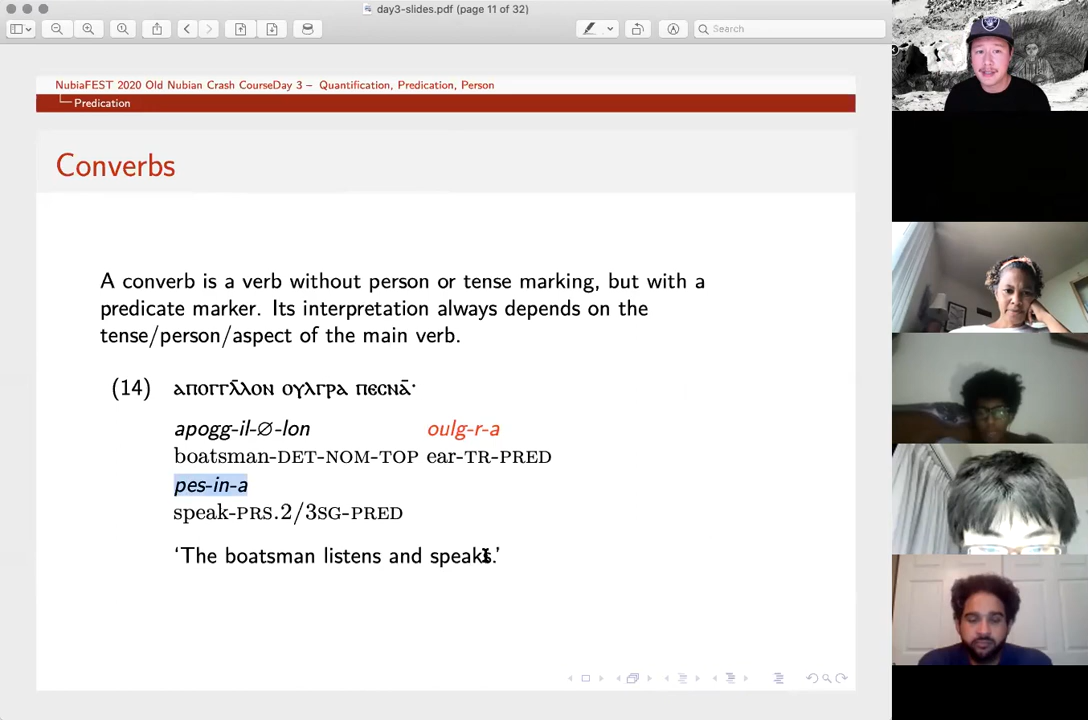 day3-slides.pdf (page 11 of 32)
Search
NubiaFEST 2020 Old Nubian Crash CourseDay 3 – Quantification, Predication, Person
Predication
Converbs
A converb is a verb without person or tense marking, but with a
predicate marker. Its interpretation always depends on the
tense/person/aspect of the main verb.
(14) ⲁⲡⲟⲅⲅⲗ̄ⲗⲟⲛ ⲟⲩⲗⲅⲣⲁ ⲡⲉⲥⲛⲁ̄·
apogg-il-∅-lon oulg-r-a
boatsman-DET-NOM-TOP ear-TR-PRED
pes-in-a
speak-PRS.2/3SG-PRED
‘The boatsman listens and speaks.’